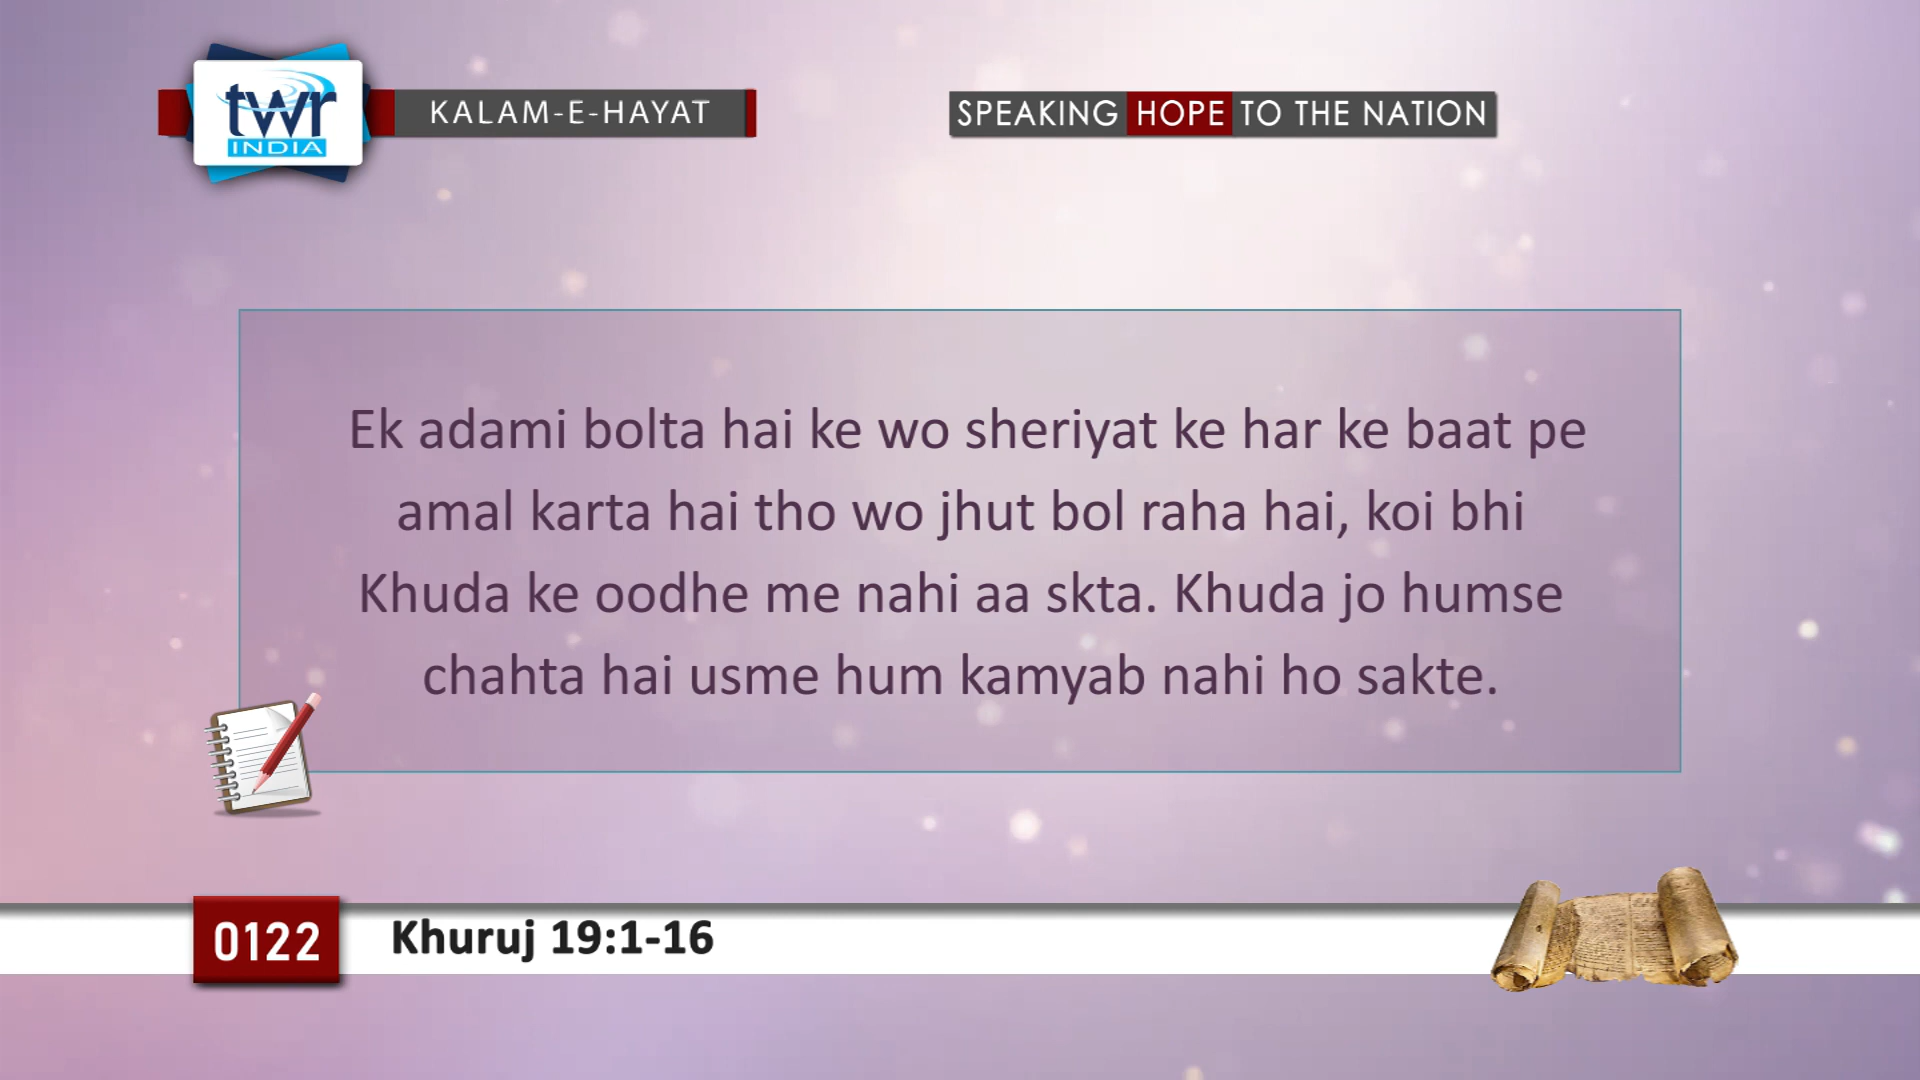 twr
INDIA
KALAM-E-HAYAT
SPEAKING HOPE TO THE NATION
Ek adami bolta hai ke wo sheriyat ke har ke baat pe
amal karta hai tho wo jhut bol raha hai, koi bhi
Khuda ke oodhe me nahi aa skta. Khuda jo humse
chahta hai usme hum kamyab nahi ho sakte.
0122
Khuruj 19:1-16